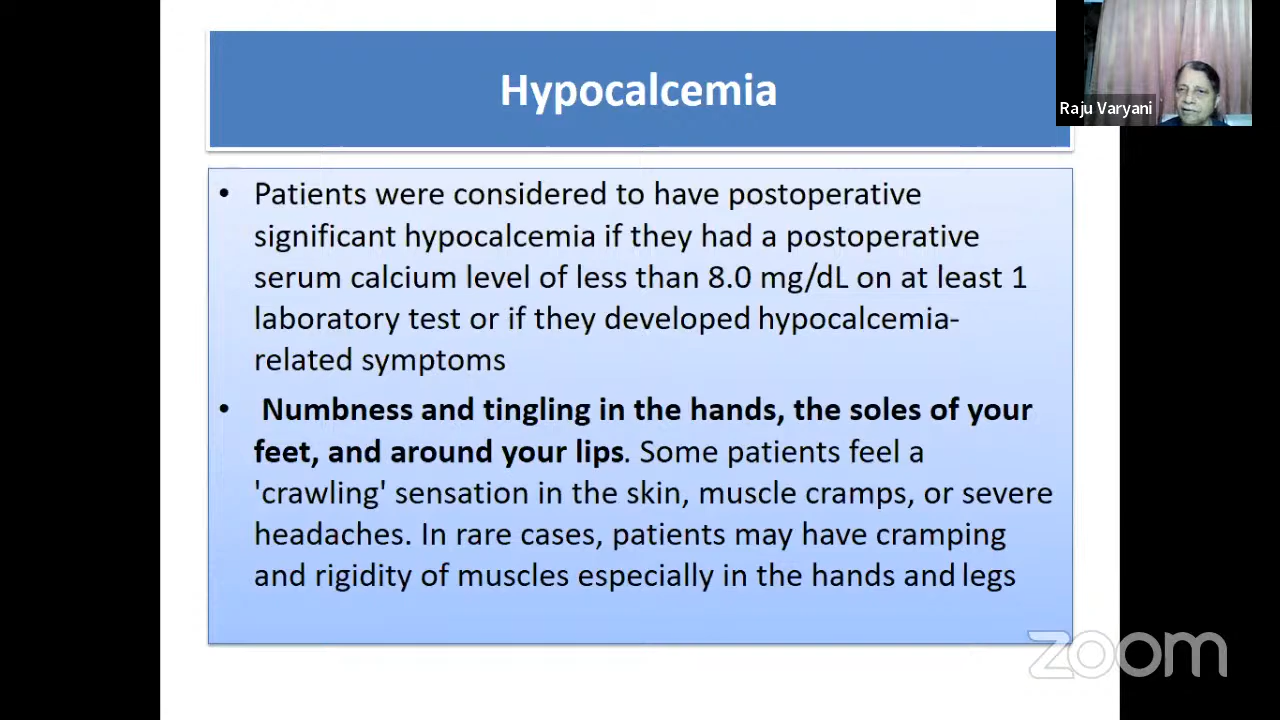 Hypocalcemia
Raju Varyani
• Patients were considered to have postoperative
significant hypocalcemia if they had a postoperative
serum calcium level of less than 8.0 mg/dL on at least 1
laboratory test or if they developed hypocalcemia-
related symptoms
• Numbness and tingling in the hands, the soles of your
feet, and around your lips. Some patients feel a
'crawling' sensation in the skin, muscle cramps, or severe
headaches. In rare cases, patients may have cramping
and rigidity of muscles especially in the hands and legs
zoom